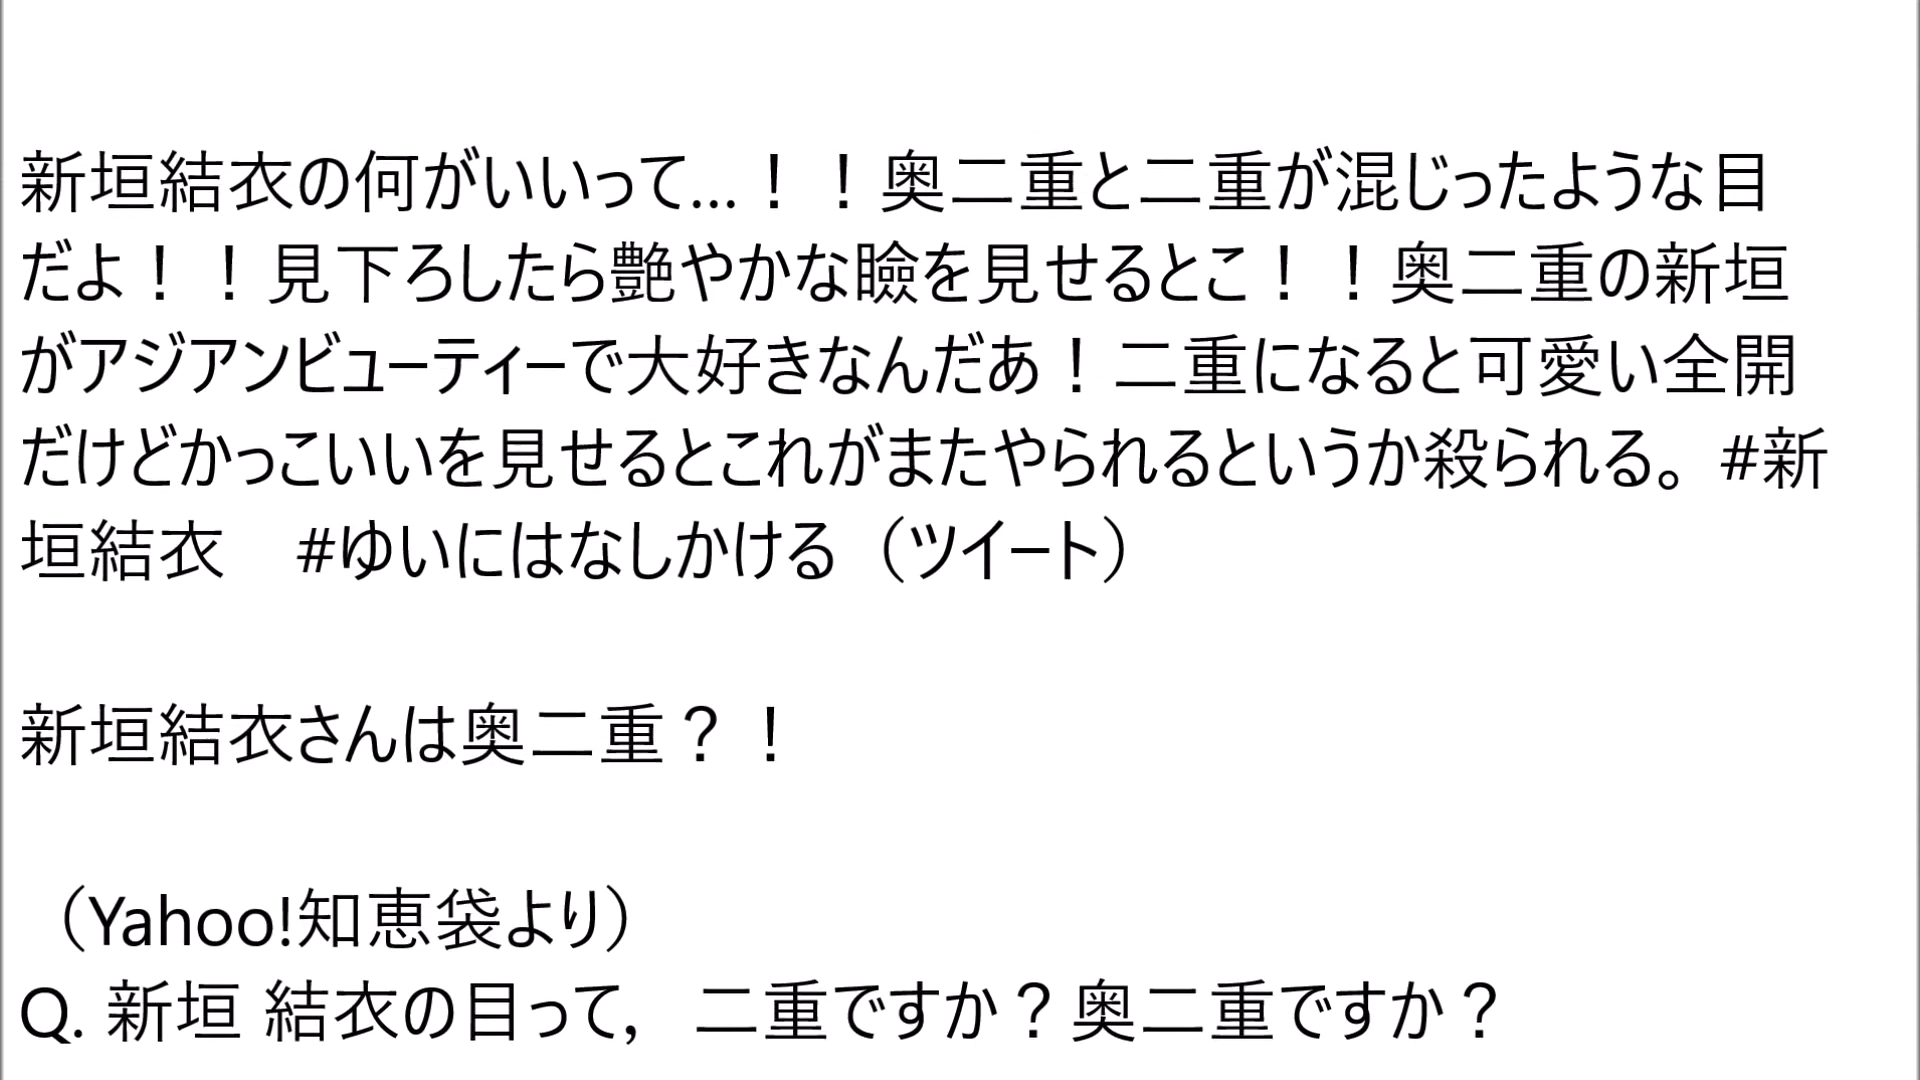 新垣結衣の何がいいって…！！奥二重と二重が混じったような目
だよ！！見下ろしたら艶やかな瞼を見せるとこ！！奥二重の新垣
がアジアンビューティーで大好きなんだあ！二重になると可愛い全開
だけどかっこいいを見せるとこれがまたやられるというか殺られる。#新
垣結衣　#ゆいにはなしかける（ツイート）
新垣結衣さんは奥二重？！
（Yahoo!知恵袋より）
Q. 新垣 結衣の目って，二重ですか？奥二重ですか？